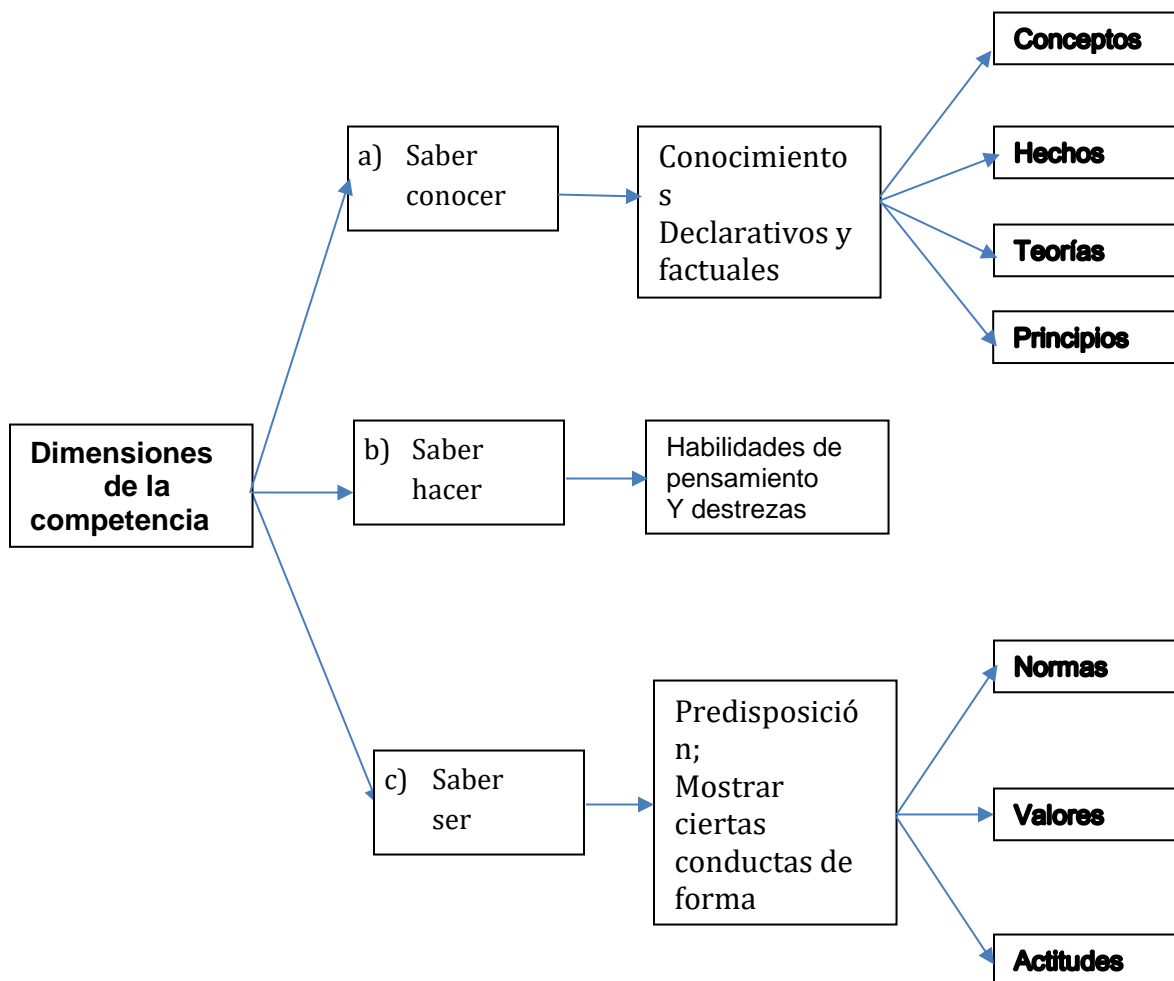 Conceptos
a) Saber
conocer
Conocimiento
s
Declarativos y
factuales
Hechos
Teorías
Principios
Dimensiones
de la
competencia
b) Saber
hacer
Habilidades de
pensamiento
Y destrezas
c) Saber
ser
Predisposició
n;
Mostrar
ciertas
conductas de
forma
Normas
Valores
Actitudes